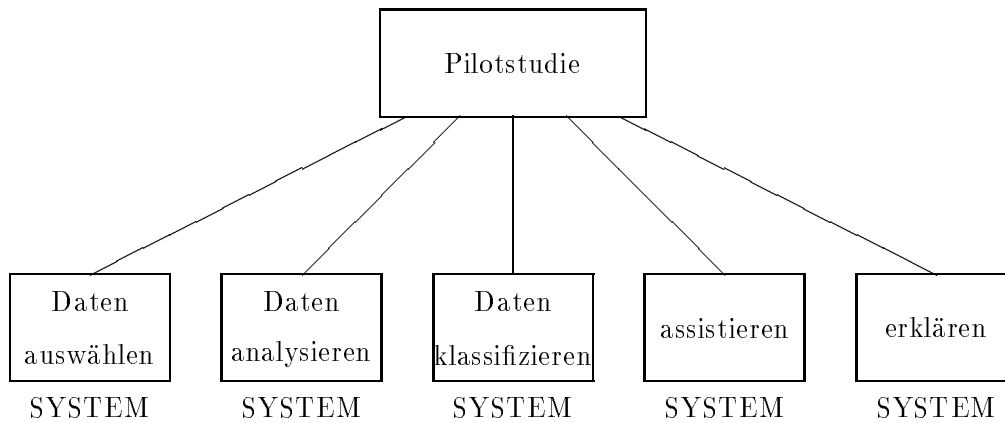 Pilotstudie
Daten
auswählen
Daten
analysieren
Daten
klassifizieren
assistieren
erklären
SYSTEM
SYSTEM
SYSTEM
SYSTEM
SYSTEM